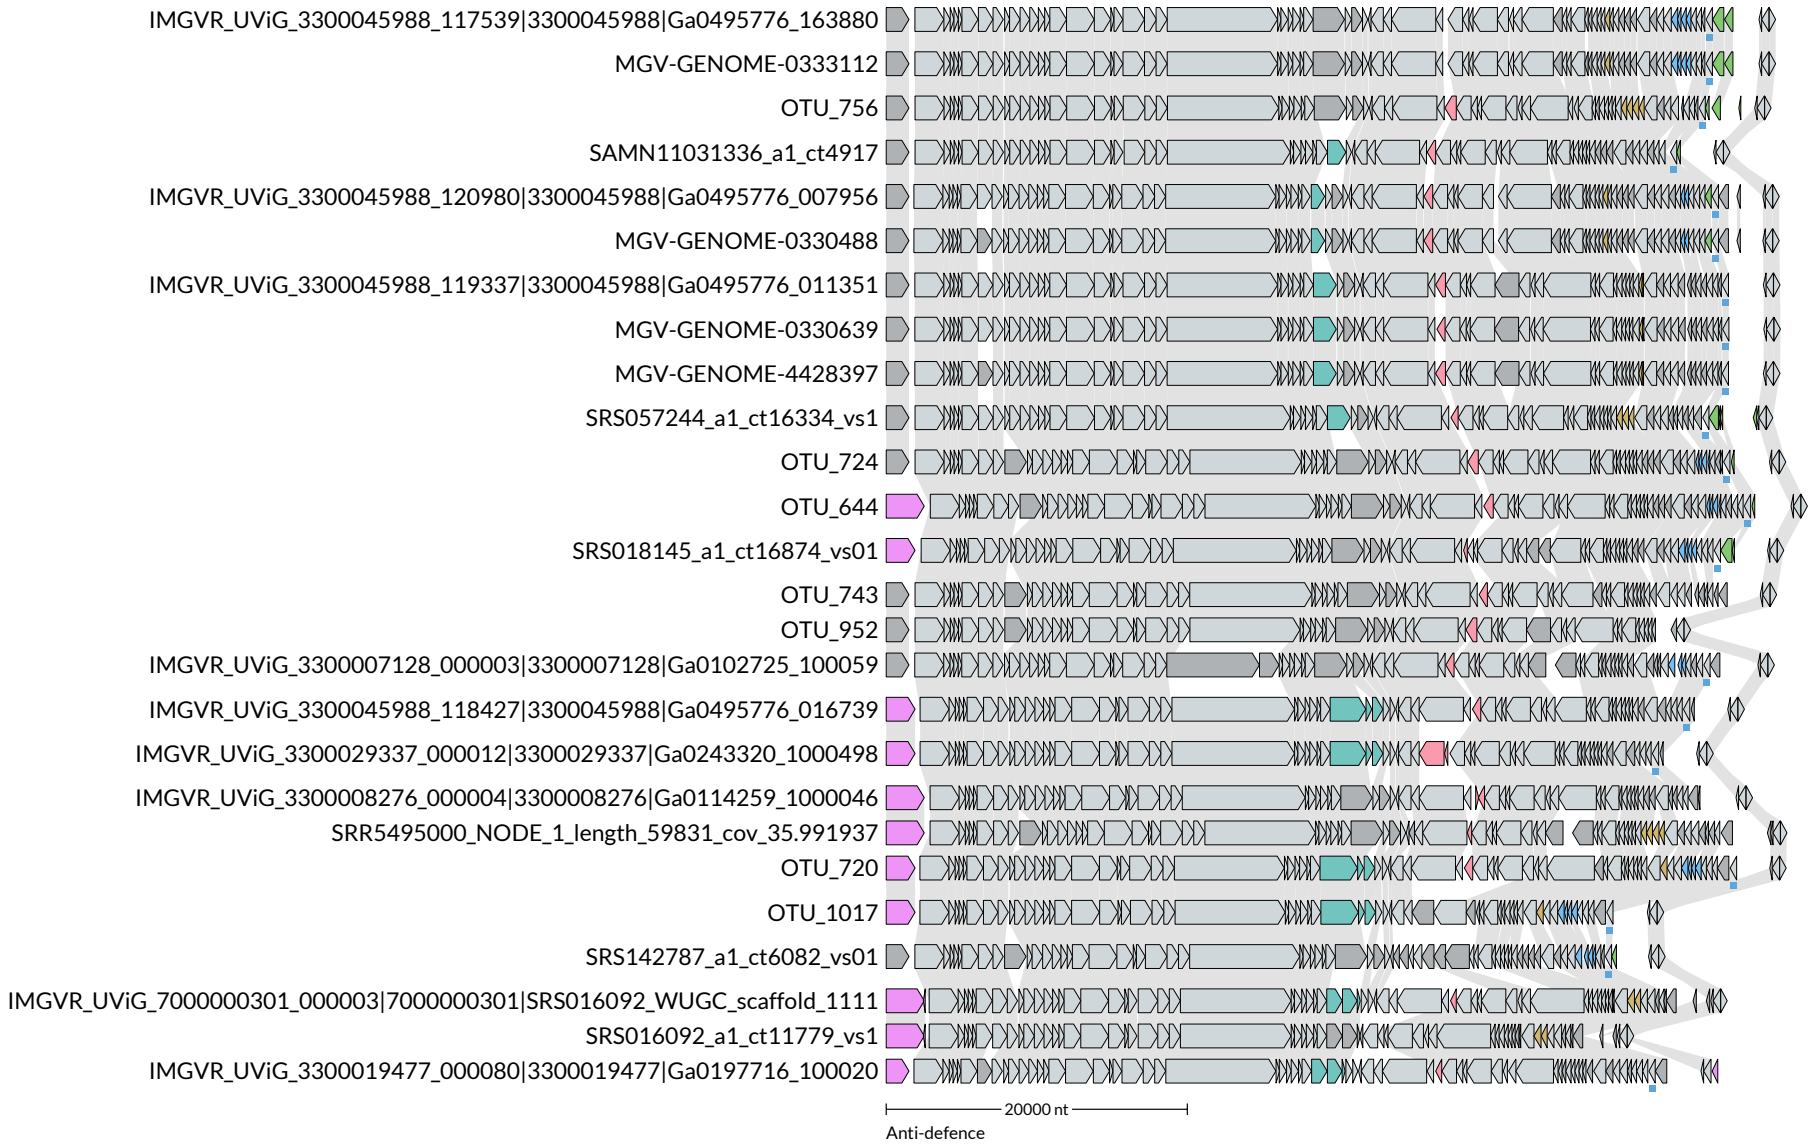 IMGVR_UViG_3300045988_117539|3300045988|Ga0495776_163880
MGV-GENOME-0333112
OTU_756
SAMN11031336_a1_ct4917
IMGVR_UViG_3300045988_120980|3300045988|Ga0495776_007956
MGV-GENOME-0330488
IMGVR_UViG_3300045988_119337|3300045988|Ga0495776_011351
MGV-GENOME-0330639
MGV-GENOME-4428397
SRS057244_a1_ct16334_vs1
OTU_724
OTU_644
SRS018145_a1_ct16874_vs01
OTU_743
OTU_952
IMGVR_UViG_3300007128_000003|3300007128|Ga0102725_100059
IMGVR_UViG_3300045988_118427|3300045988|Ga0495776_016739
IMGVR_UViG_3300029337_000012|3300029337|Ga0243320_1000498
IMGVR_UViG_3300008276_000004|3300008276|Ga0114259_1000046
SRR5495000_NODE_1_length_59831_cov_35.991937
OTU_720
OTU_1017
SRS142787_a1_ct6082_vs01
IMGVR_UViG_7000000301_000003|7000000301|SRS016092_WUGC_scaffold_1111
SRS016092_a1_ct11779_vs1
IMGVR_UViG_3300019477_000080|3300019477|Ga0197716_100020
20000 nt
Anti-defence